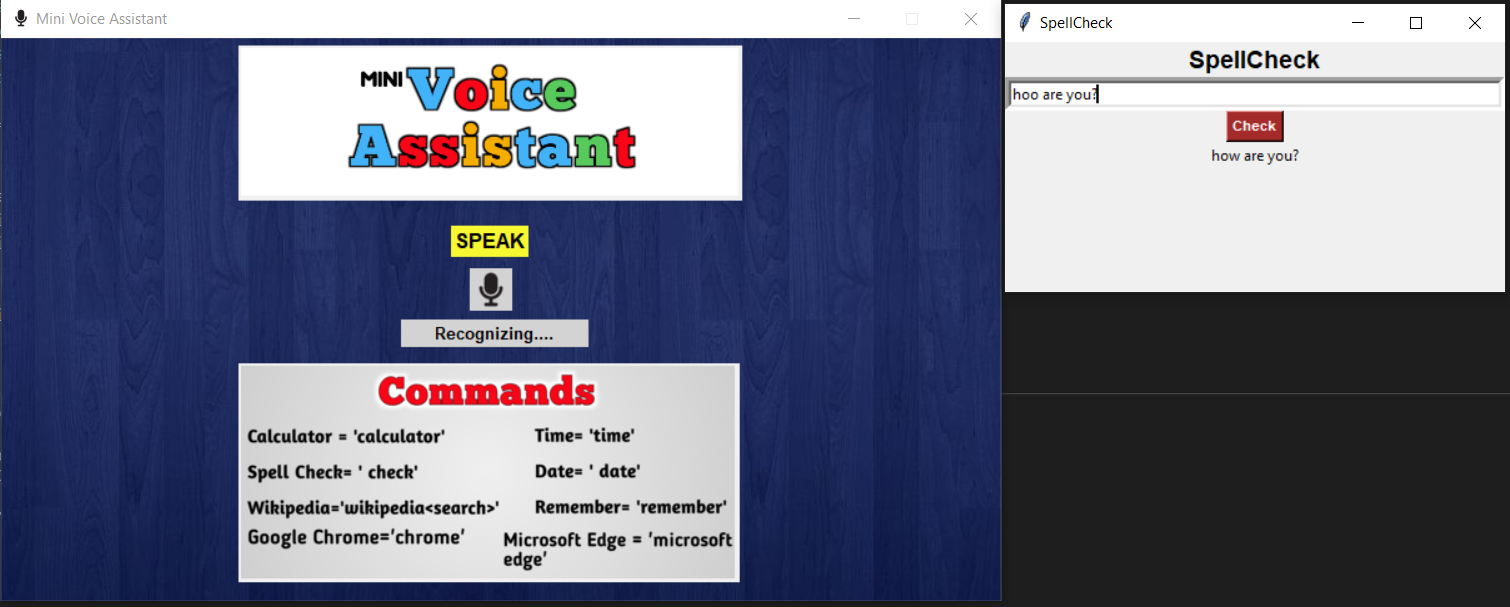 Mini Voice Assistant
MINI Voice
Assistant
SPEAK
Recognizing....
Commands
Calculator = 'calculator'
Time= 'time'
Spell Check= ' check'
Date= ' date'
Wikipedia='wikipedia<search>'
Remember= 'remember'
Google Chrome='chrome'
Microsoft Edge = 'microsoft
edge'
SpellCheck
SpellCheck
hoo are you?
Check
how are you?